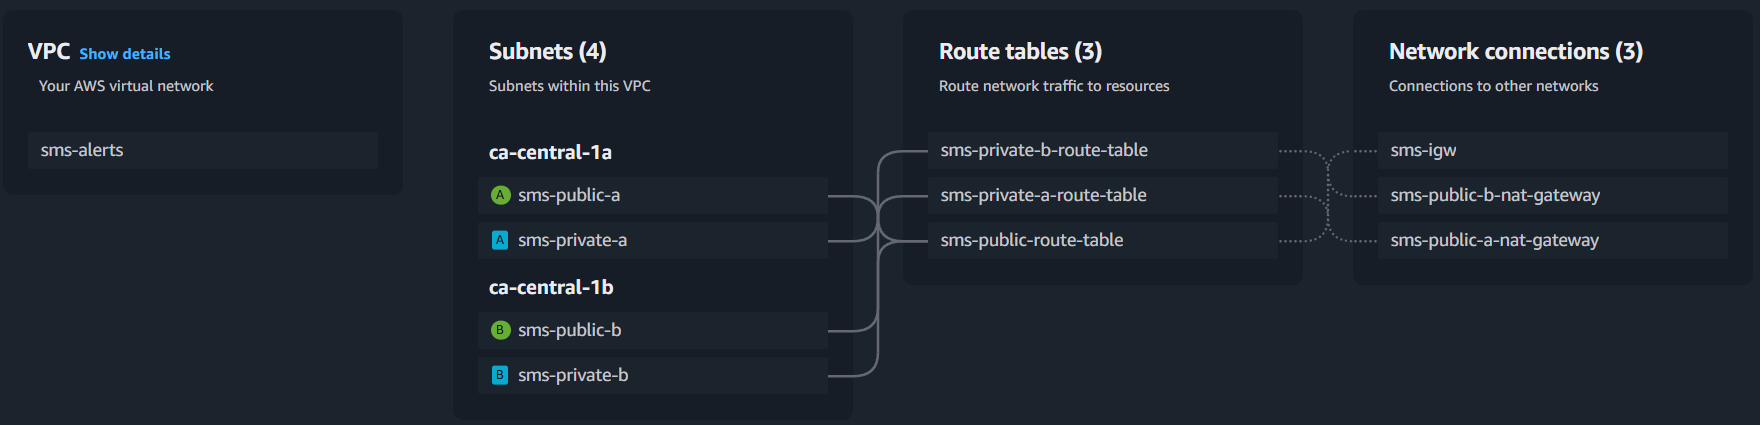 VPC Show details
Your AWS virtual network
sms-alerts
Subnets (4)
Subnets within this VPC
ca-central-1a
A sms-public-a
A sms-private-a
ca-central-1b
B sms-public-b
B sms-private-b
Route tables (3)
Route network traffic to resources
sms-private-b-route-table
sms-private-a-route-table
sms-public-route-table
Network connections (3)
Connections to other networks
sms-igw
sms-public-b-nat-gateway
sms-public-a-nat-gateway